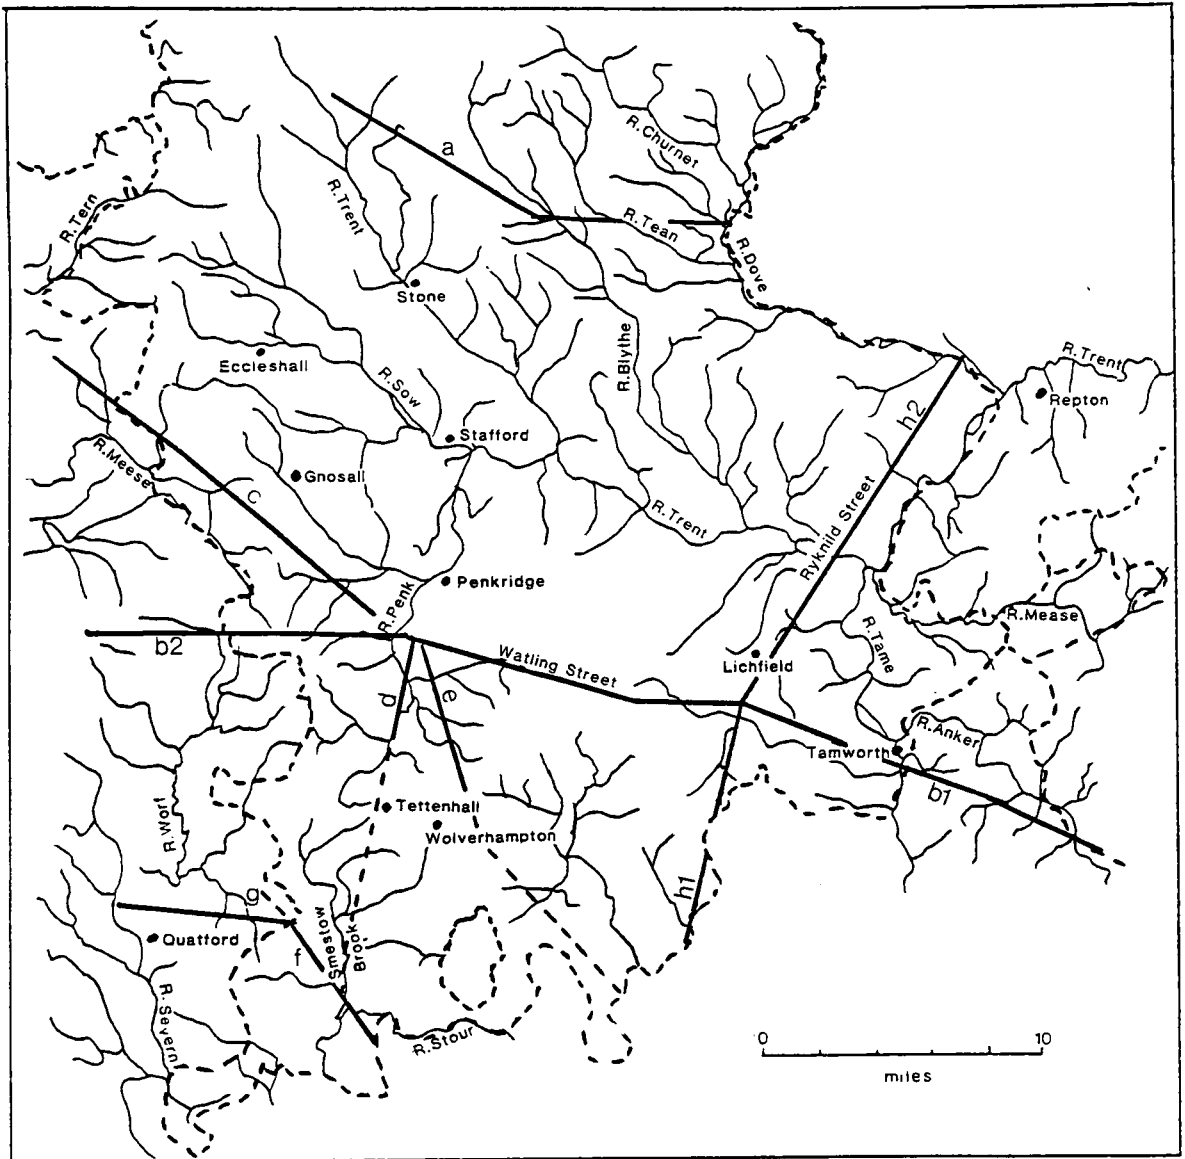 R.Churnet
a
R.Tern
R.Trent
R.Tean
R.Dove
Stone
R.Blythe
R.Trent
Eccleshall
R.Sow
Repton
h2
Stafford
R.Meese
Gnosall
c
R.Trent
Ryknild Street
Penkridge
R.Penk
R.Mease
R.Tame
b2
Watling Street
Lichfield
d
e
R.Anker
Tamworth
b1
Tettenhall
R.Worf
Wolverhampton
h1
g
Smestow
Brook
Quatford
f
R. Severn
R.Stour
0
10
miles